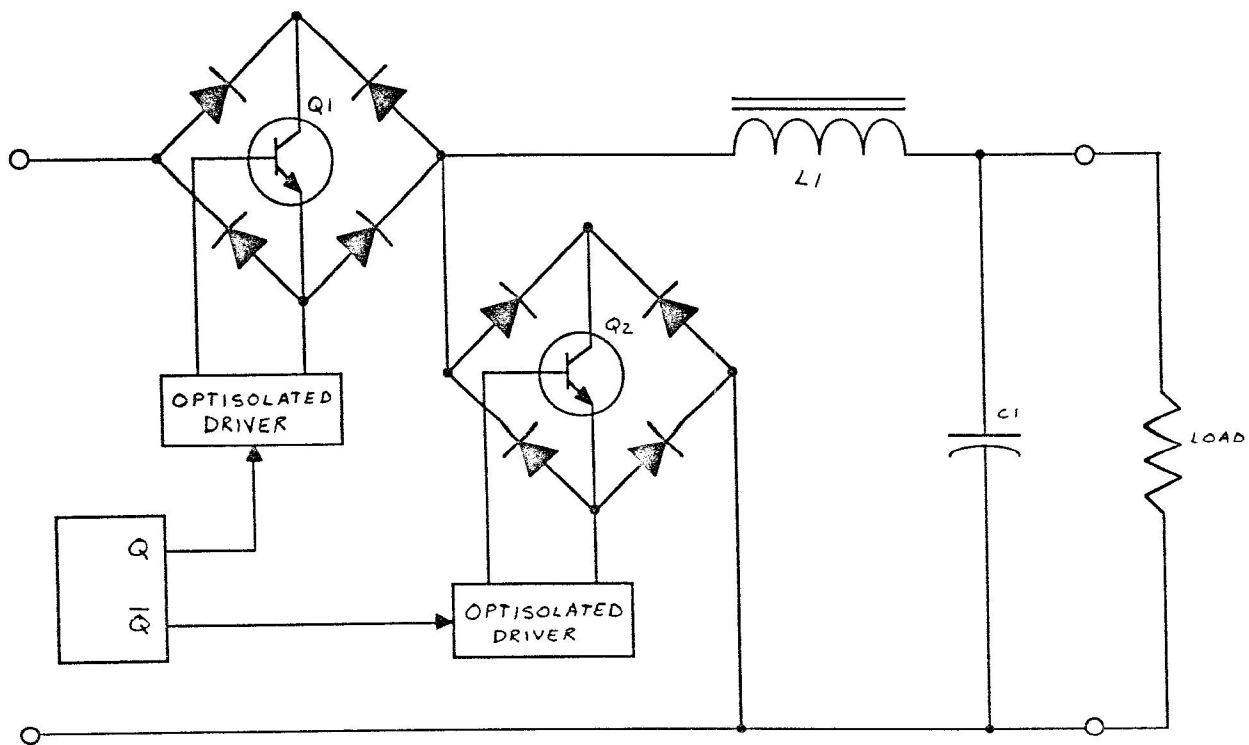 Q1
L1
Q2
OPTISOLATED
DRIVER
C1
LOAD
Q
Q̅
OPTISOLATED
DRIVER